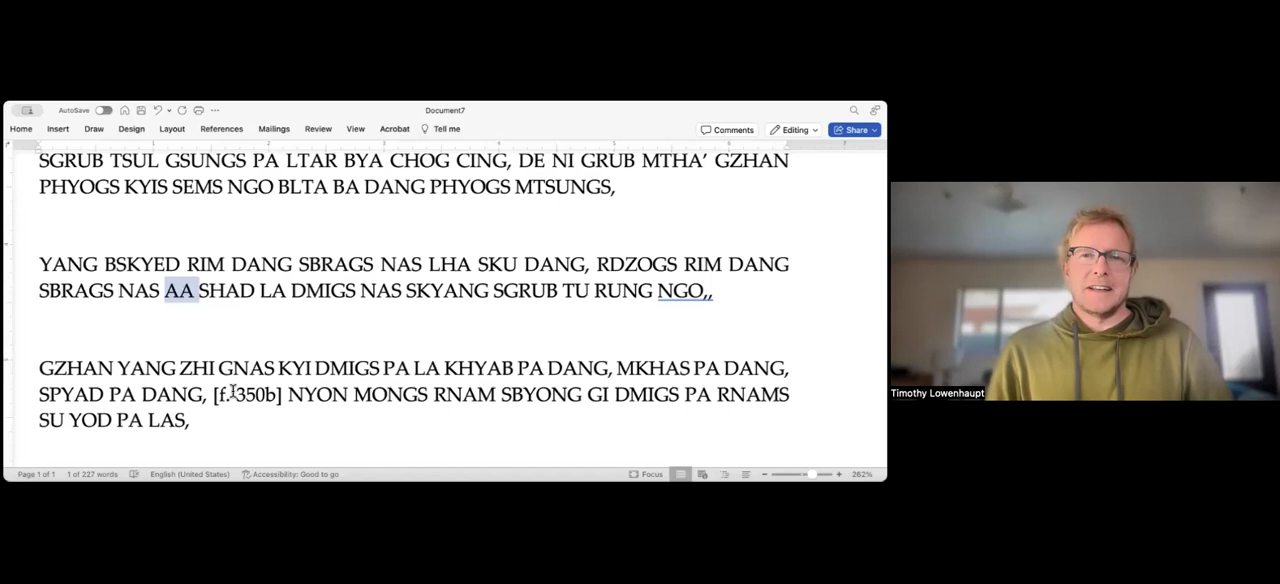 AutoSave
Document7
Home Insert Draw Design Layout References Mailings Review View Acrobat Tell me
Comments Editing Share
SGRUB TSUL GSUNGS PA LTAR BYA CHOG CING, DE NI GRUB MTHA’ GZHAN
PHYOGS KYIS SEMS NGO BLTA BA DANG PHYOGS MTSUNGS,
YANG BSKYED RIM DANG SBRAGS NAS LHA SKU DANG, RDZOGS RIM DANG
SBRAGS NAS AA SHAD LA DMIGS NAS SKYANG SGRUB TU RUNG NGO,,
GZHAN YANG ZHI GNAS KYI DMIGS PA LA KHYAB PA DANG, MKHAS PA DANG,
SPYAD PA DANG, [f. 350b] NYON MONGS RNAM SBYONG GI DMIGS PA RNAMS
SU YOD PA LAS,
Page 1 of 1 1 of 227 words English (United States) Accessibility: Good to go Focus 262%
Timothy Lowenhaupt